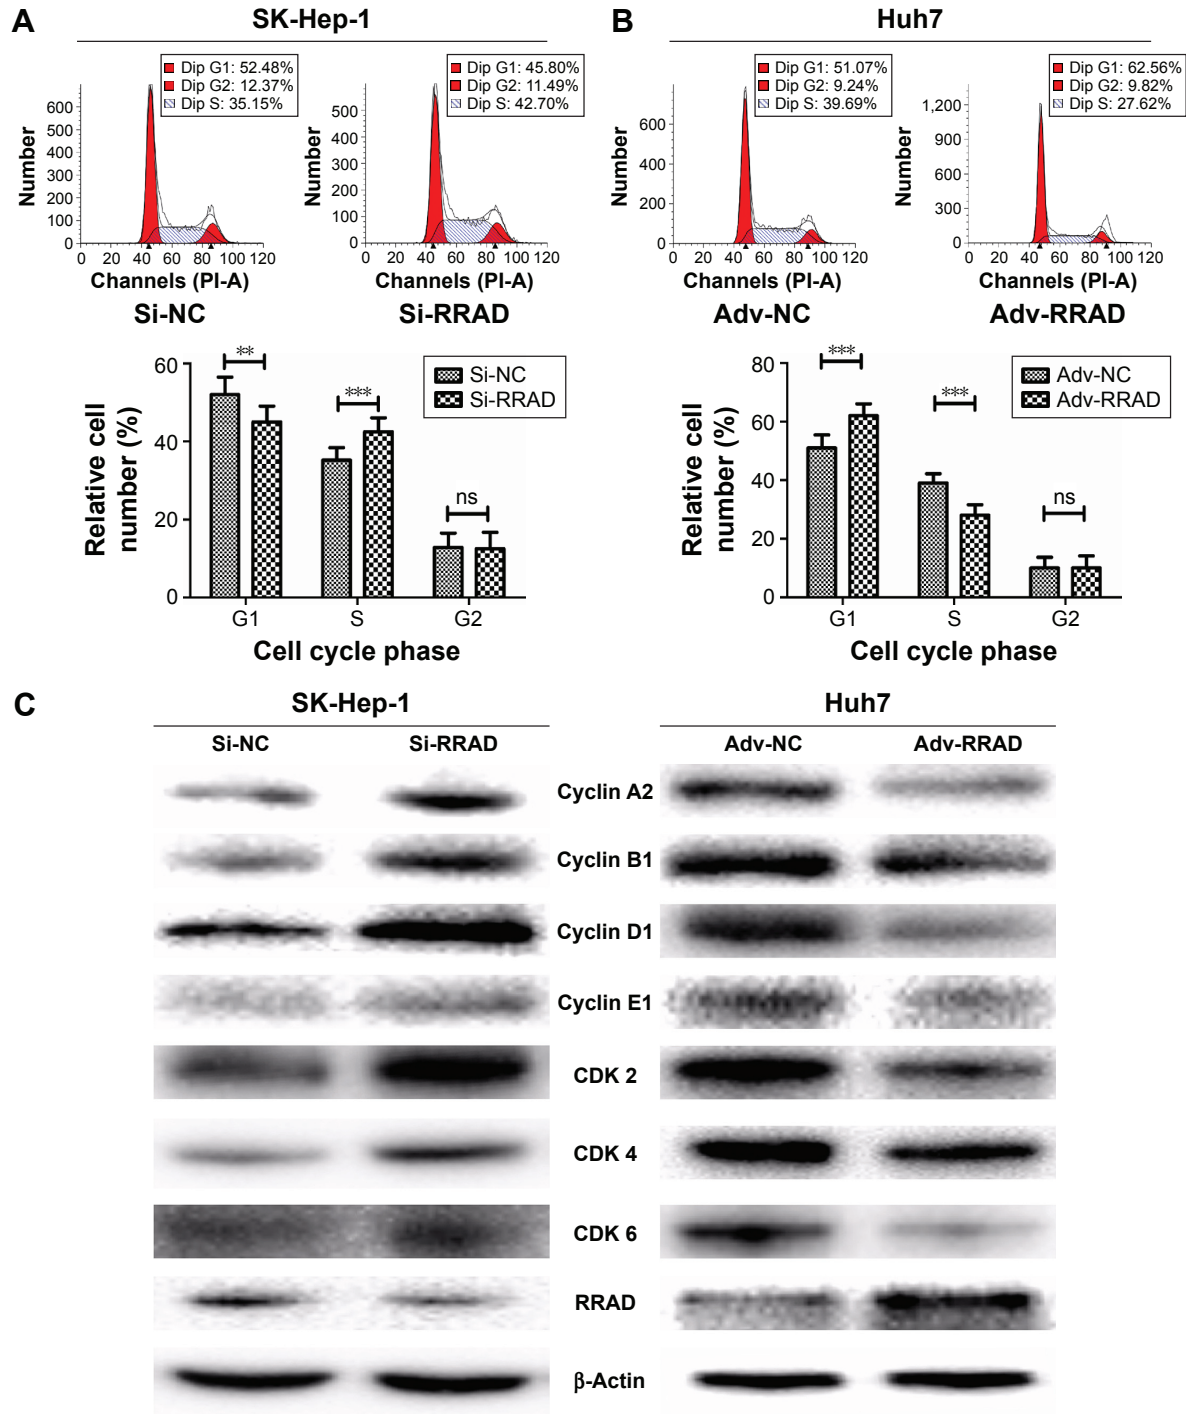 A
SK-Hep-1
B
Huh7
Dip G1: 52.48%
Dip G2: 12.37%
Dip S: 35.15%
Number
600
500
400
300
200
100
0
0 20 40 60 80 100 120
Channels (PI-A)
Si-NC
Dip G1: 45.80%
Dip G2: 11.49%
Dip S: 42.70%
Number
500
400
300
200
100
0
0 20 40 60 80 100 120
Channels (PI-A)
Si-RRAD
Dip G1: 51.07%
Dip G2: 9.24%
Dip S: 39.69%
Number
600
400
200
0
0 20 40 60 80 100 120
Channels (PI-A)
Adv-NC
Dip G1: 62.56%
Dip G2: 9.82%
Dip S: 27.62%
Number
1,200
900
600
300
0
0 20 40 60 80 100 120
Channels (PI-A)
Adv-RRAD
Relative cell
number (%)
60
40
20
0
**
***
ns
Si-NC
Si-RRAD
G1 S G2
Cell cycle phase
Relative cell
number (%)
80
60
40
20
0
***
***
ns
Adv-NC
Adv-RRAD
G1 S G2
Cell cycle phase
C
SK-Hep-1
Huh7
Si-NC Si-RRAD
Adv-NC Adv-RRAD
Cyclin A2
Cyclin B1
Cyclin D1
Cyclin E1
CDK 2
CDK 4
CDK 6
RRAD
β-Actin